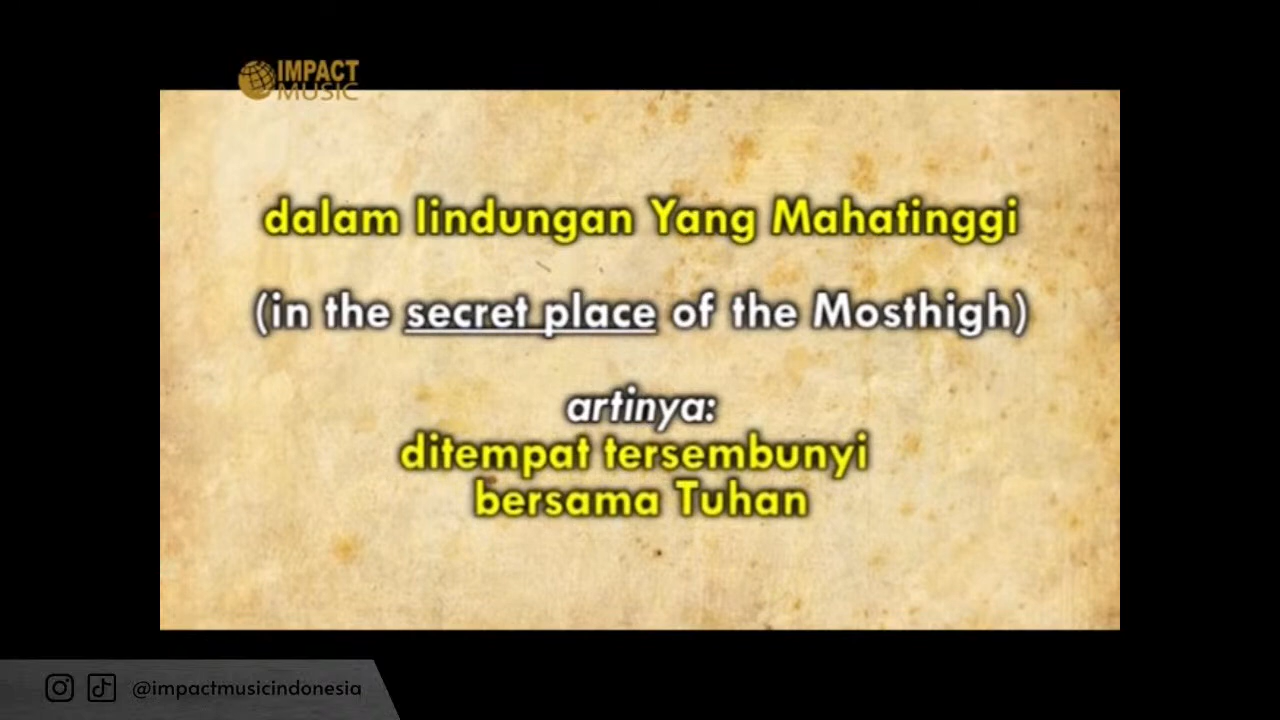 IMPACT
MUSIC
dalam lindungan Yang Mahatinggi
(in the secret place of the Mosthigh)
artinya:
ditempat tersembunyi
bersama Tuhan
@impactmusicindonesia